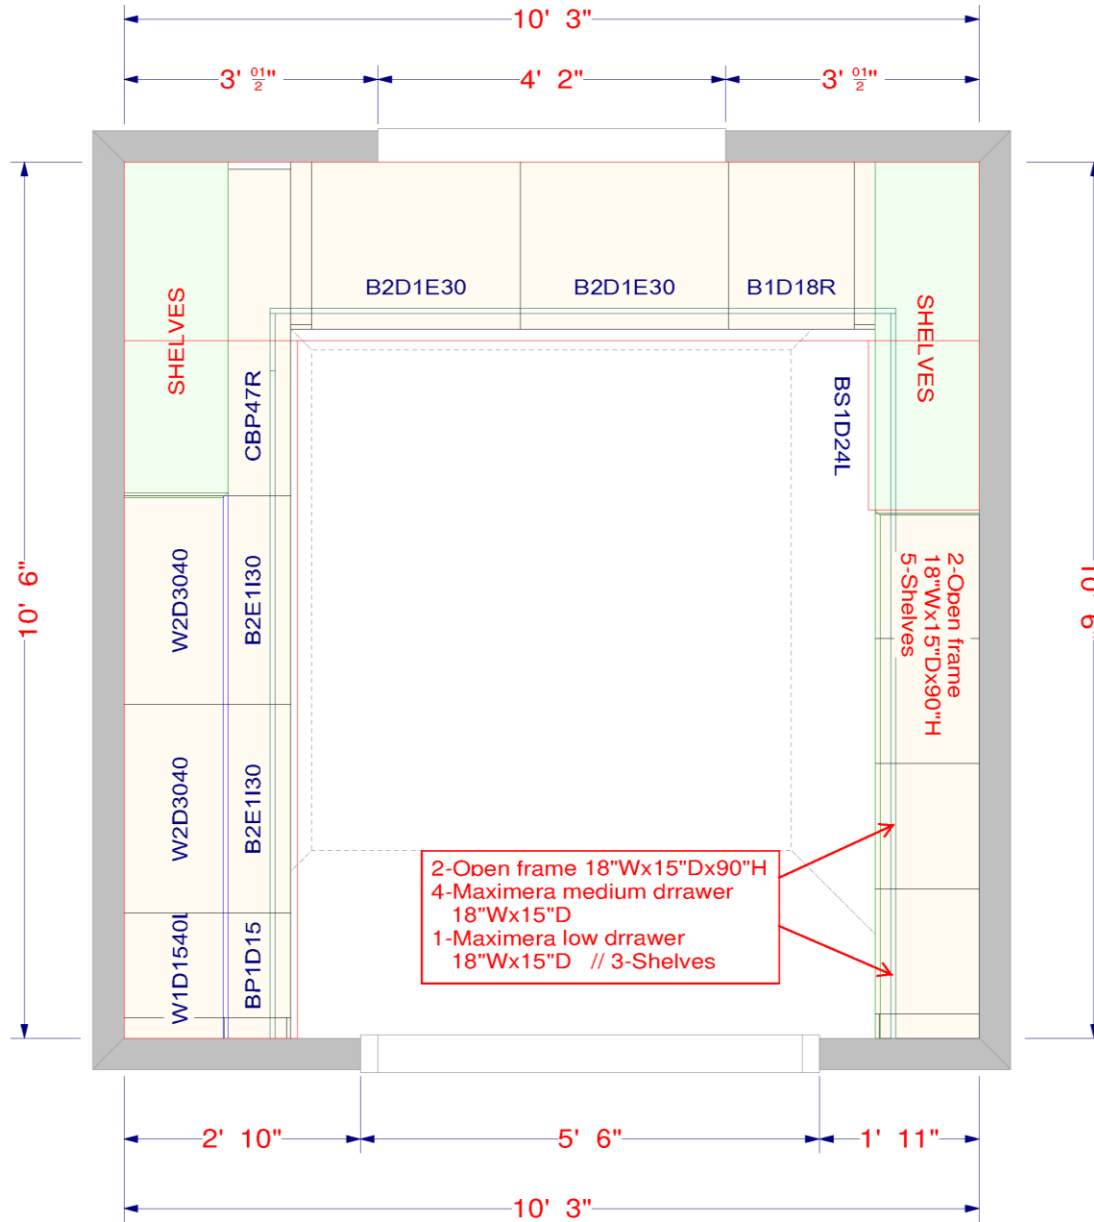 10' 3"
3' 01/2"
4' 2"
3' 01/2"
B2D1E30
B2D1E30
B1D18R
SHELVES
SHELVES
CBP47R
BS1D24L
10' 6"
10' 6"
W2D3040
B2E1I30
2-Open frame
18"Wx15"Dx90"H
5-Shelves
W2D3040
B2E1I30
2-Open frame 18"Wx15"Dx90"H
4-Maximera medium drrawer
18"Wx15"D
1-Maximera low drrawer
18"Wx15"D // 3-Shelves
W1D1540L
BP1D15
2' 10"
5' 6"
1' 11"
10' 3"